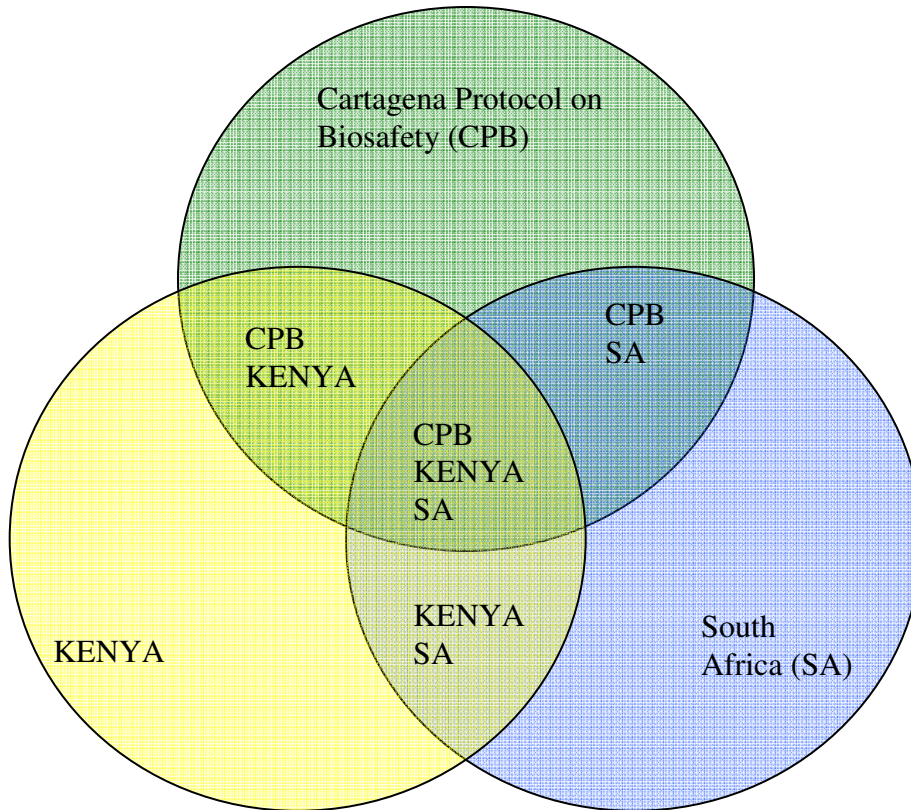 Cartagena Protocol on
Biosafety (CPB)
CPB
KENYA
CPB
SA
CPB
KENYA
SA
KENYA
SA
KENYA
South
Africa (SA)